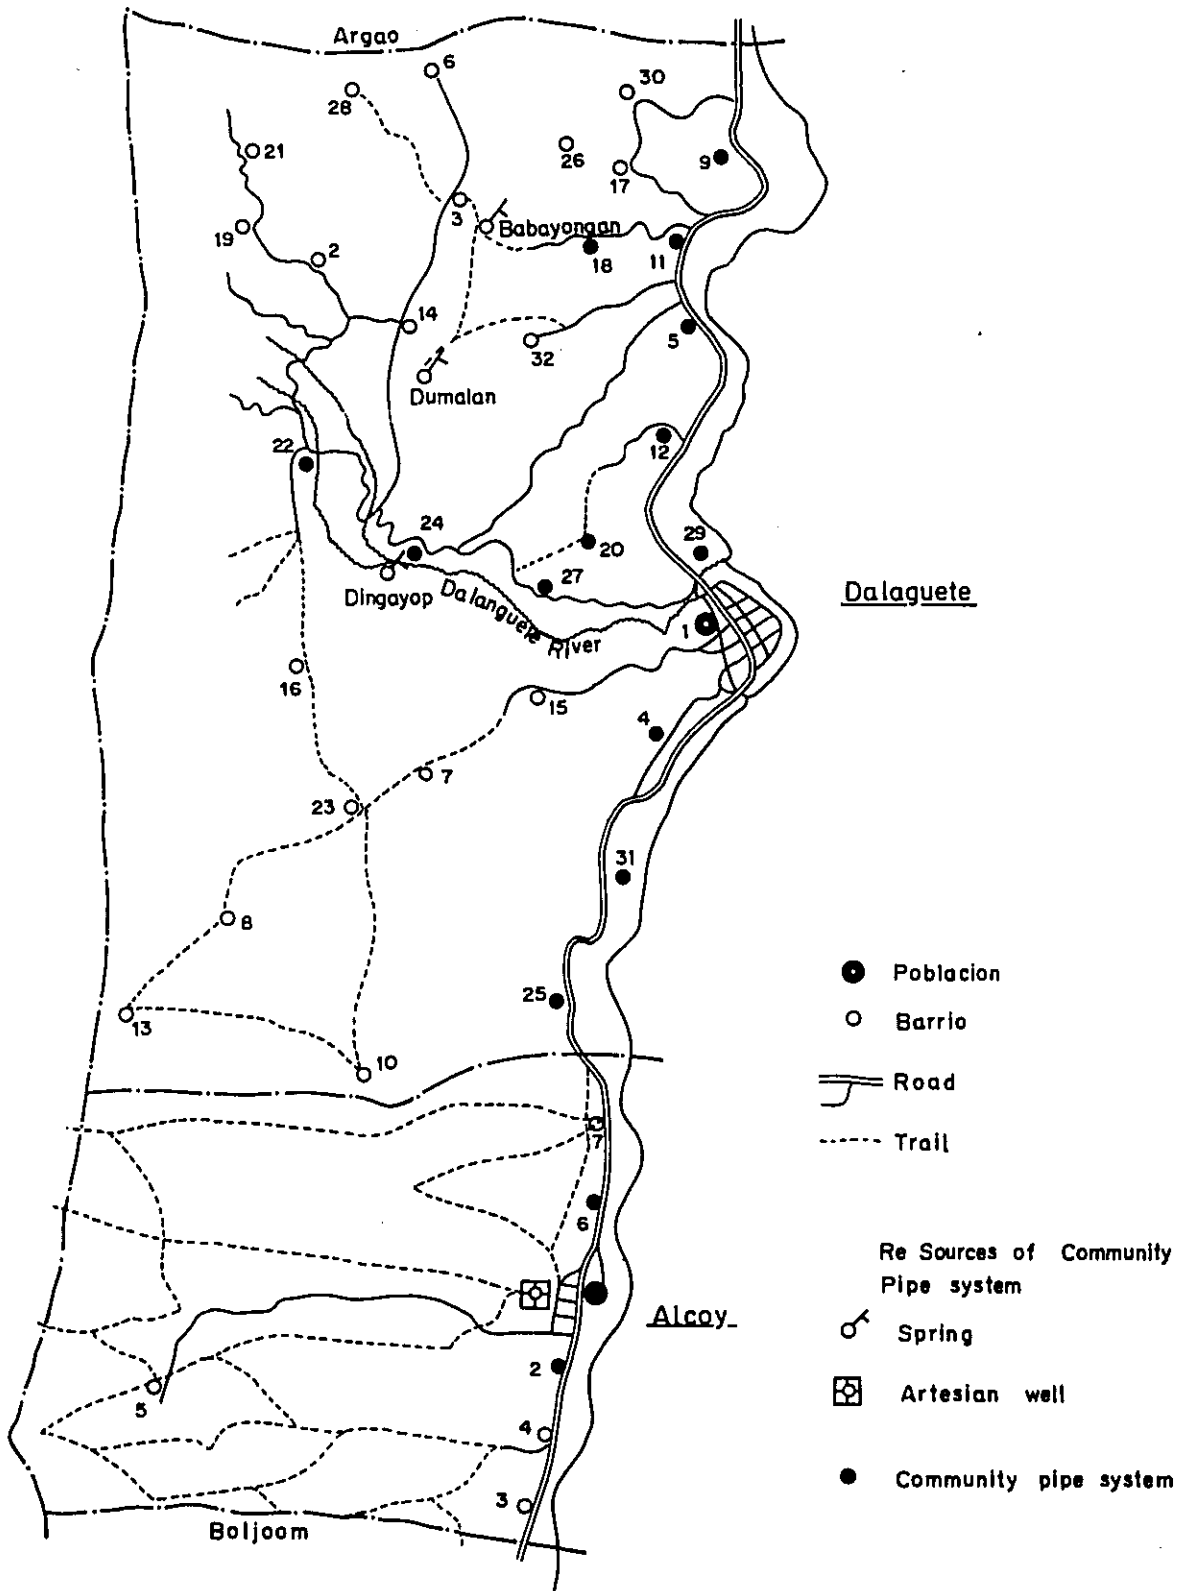 Argao
6
28
30
21
26
17
9
3
Babayongan
19
2
18
11
14
32
5
Dumalan
22
12
24
29
20
27
Dingayop
Dalanguete River
Dalaguete
1
16
15
4
7
23
31
8
25
13
10
Poblacion
Barrio
Road
Trail
7
6
Re Sources of Community
Pipe system
Alcoy
Spring
2
5
Artesian well
4
Community pipe system
3
Boljoom